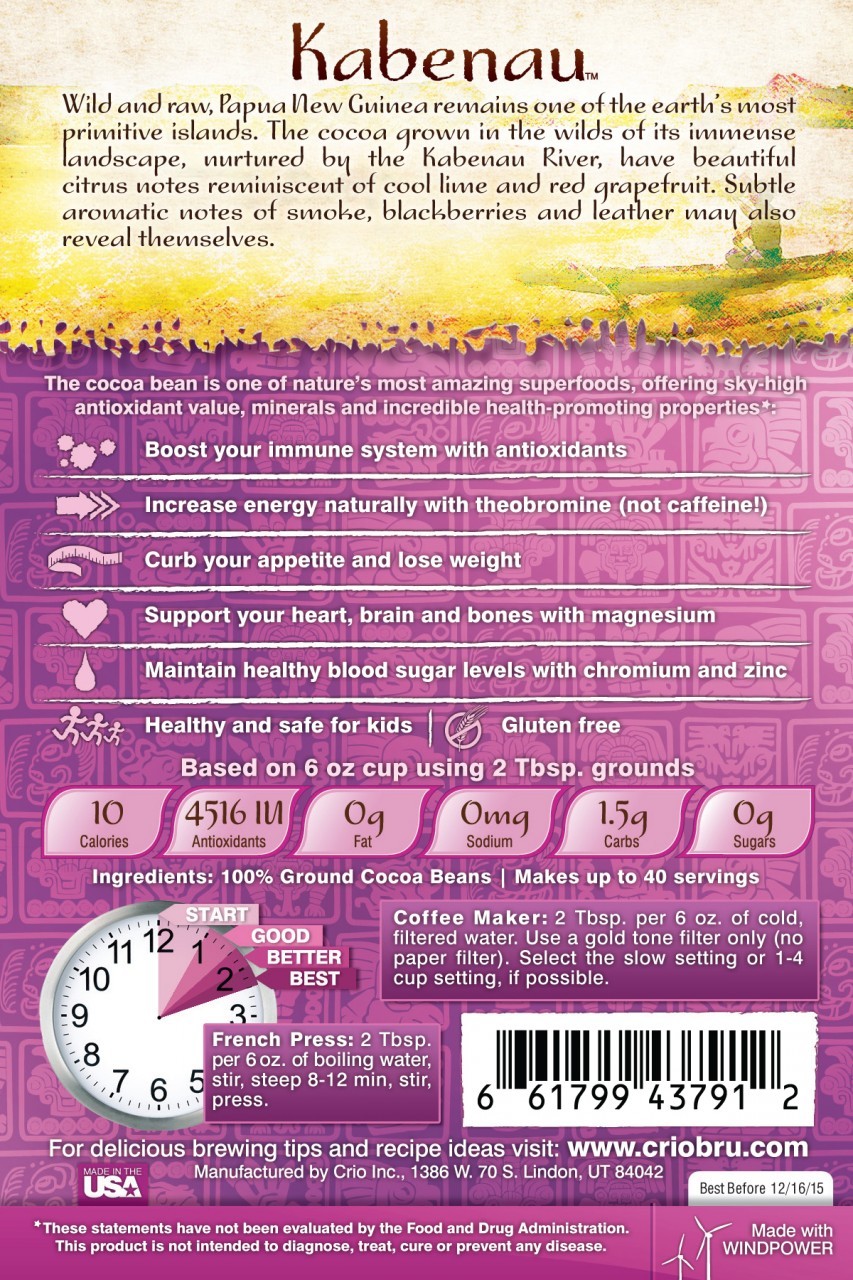 Kabenau™
Wild and raw, Papua New Guinea remains one of the earth's most
primitive islands. The cocoa grown in the wilds of its immense
landscape, nurtured by the Kabenau River, have beautiful
citrus notes reminiscent of cool lime and red grapefruit. Subtle
aromatic notes of smoke, blackberries and leather may also
reveal themselves.
The cocoa bean is one of nature's most amazing superfoods, offering sky-high
antioxidant value, minerals and incredible health-promoting properties*:
Boost your immune system with antioxidants
Increase energy naturally with theobromine (not caffeine!)
Curb your appetite and lose weight
Support your heart, brain and bones with magnesium
Maintain healthy blood sugar levels with chromium and zinc
Healthy and safe for kids | Gluten free
Based on 6 oz cup using 2 Tbsp. grounds
10 4516 IU 0g 0mg 1.5g 0g
Calories Antioxidants Fat Sodium Carbs Sugars
Ingredients: 100% Ground Cocoa Beans | Makes up to 40 servings
START
GOOD
BETTER
BEST
12
1
2
3
5
6
7
8
9
10
11
Coffee Maker: 2 Tbsp. per 6 oz. of cold,
filtered water. Use a gold tone filter only (no
paper filter). Select the slow setting or 1-4
cup setting, if possible.
French Press: 2 Tbsp.
per 6 oz. of boiling water,
stir, steep 8-12 min, stir,
press.
6 61799 43791 2
For delicious brewing tips and recipe ideas visit: www.criobru.com
Manufactured by Crio Inc., 1386 W. 70 S. Lindon, UT 84042
MADE IN THE
USA
Best Before 12/16/15
*These statements have not been evaluated by the Food and Drug Administration.
This product is not intended to diagnose, treat, cure or prevent any disease.
Made with
WINDPOWER